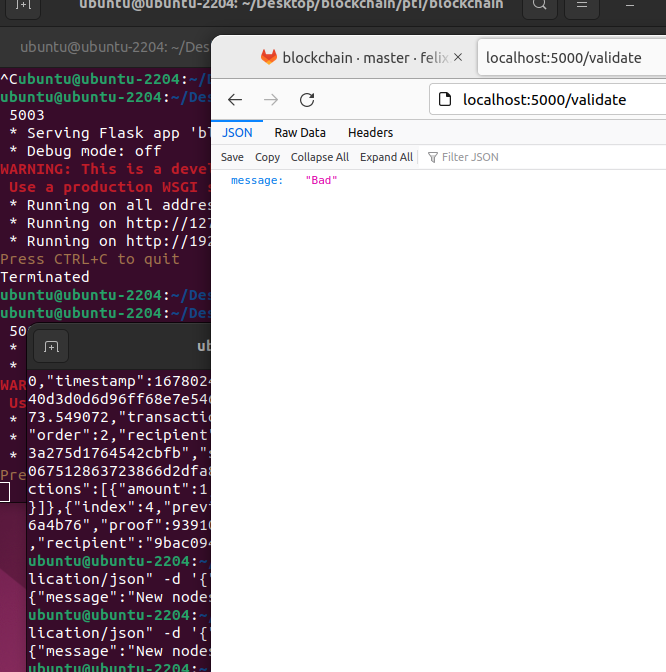 ubuntu@ubuntu-2204: ~/Desktop/blockchain/pti/blockchain
ubuntu@ubuntu-2204: ~/Des
blockchain · master · felix
localhost:5000/validate
localhost:5000/validate
JSON
Raw Data
Headers
Save
Copy
Collapse All
Expand All
Filter JSON
message: "Bad"
^Cubuntu@ubuntu-2204:~/D
ubuntu@ubuntu-2204:~/Des
5003
* Serving Flask app 'bl
* Debug mode: off
WARNING: This is a devel
Use a production WSGI s
* Running on all addres
* Running on http://127
* Running on http://192
Press CTRL+C to quit
Terminated
ubuntu@ubuntu-2204:~/Des
ubuntu@ubuntu-2204:~/Des
50
*
*
WAR
Us
*
*
*
Pre
ub
0,"timestamp":1678024
40d3d0d6d96ff68e7e546
73.549072,"transactio
"order":2,"recipient"
3a275d1764542cbfb","s
067512863723866d2dfa8
ctions":[{"amount":1
}]},{"index":4,"previ
6a4b76","proof":93910
,"recipient":"9bac094
ubuntu@ubuntu-2204:~
lication/json" -d '{"
{"message":"New nodes
ubuntu@ubuntu-2204:~
lication/json" -d '{"
{"message":"New nodes
ubuntu@ubuntu-2204:~